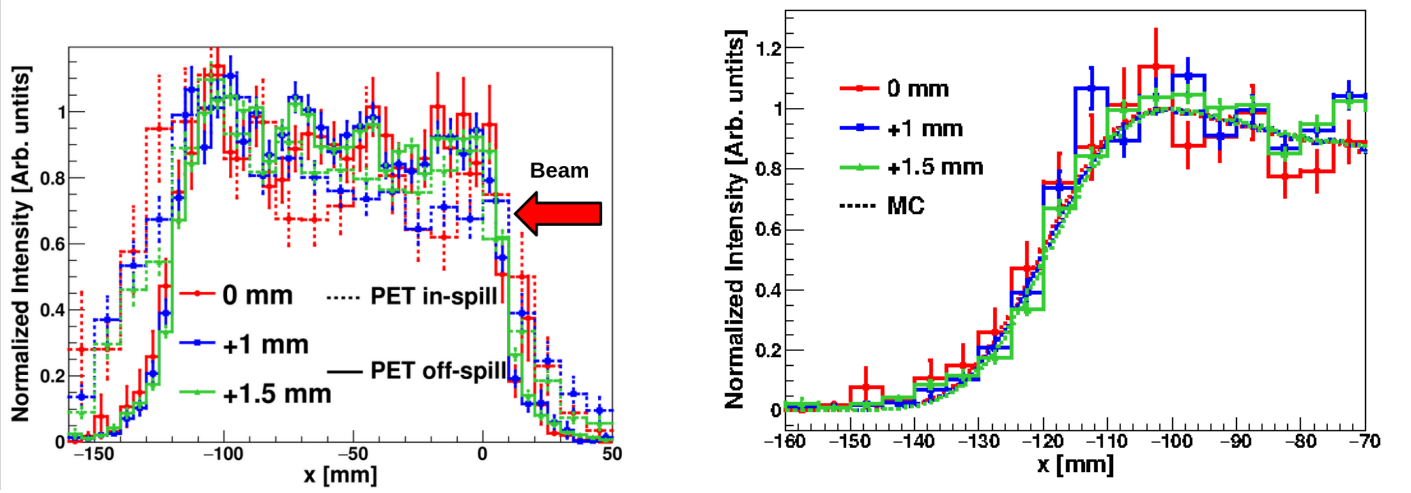 Normalized Intensity [Arb. untits]
1
0.8
0.6
0.4
0.2
0
Beam
0 mm
+1 mm
+1.5 mm
PET in-spill
PET off-spill
−150
−100
−50
0
50
x [mm]
Normalized Intensity [Arb. units]
1.2
1
0.8
0.6
0.4
0.2
0
0 mm
+1 mm
+1.5 mm
MC
−160
−150
−140
−130
−120
−110
−100
−90
−80
−70
x [mm]